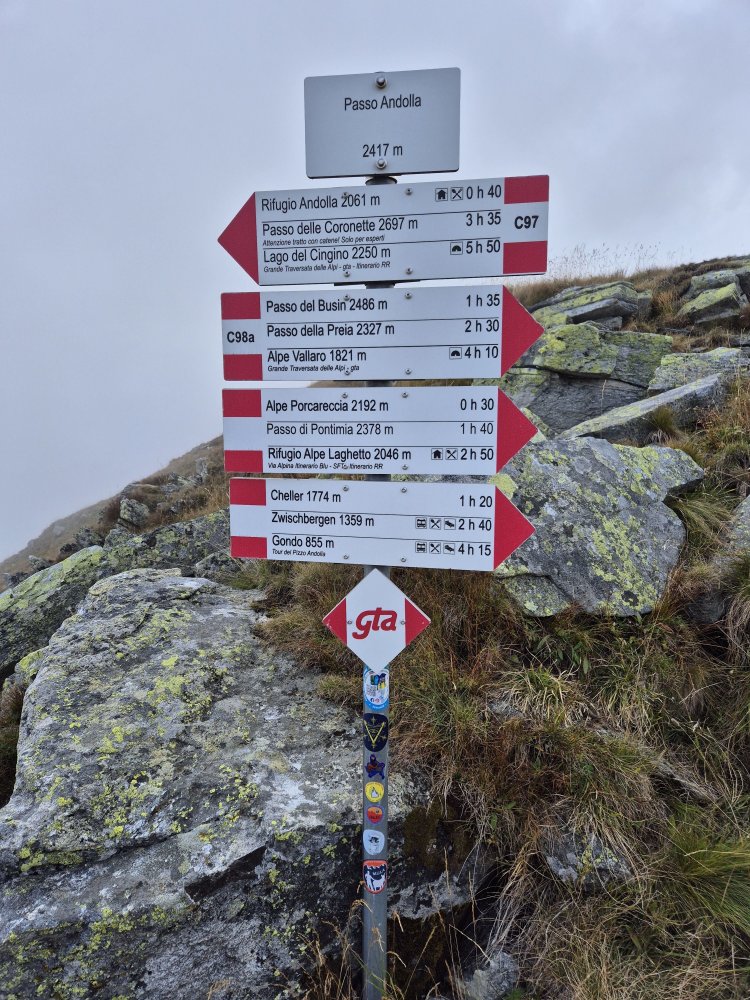 Passo Andolla
2417 m
Rifugio Andolla 2061 m 0 h 40
Passo delle Coronette 2697 m 3 h 35
Attenzione tratto con catene! Solo per esperti
Lago del Cingino 2250 m 5 h 50
Grande Traversata delle Alpi - gta - Itinerario RR
C97
Passo del Busin 2486 m 1 h 35
Passo della Preia 2327 m 2 h 30
Alpe Vallaro 1821 m 4 h 10
Grande Traversata delle Alpi - gta
C98a
Alpe Porcareccia 2192 m 0 h 30
Passo di Pontimia 2378 m 1 h 40
Rifugio Alpe Laghetto 2046 m 2 h 50
Via Alpina Itinerario Blu - SFT - Itinerario RR
Cheller 1774 m 1 h 20
Zwischbergen 1359 m 2 h 40
Gondo 855 m 4 h 15
Tour del Pizzo Andolla
gta